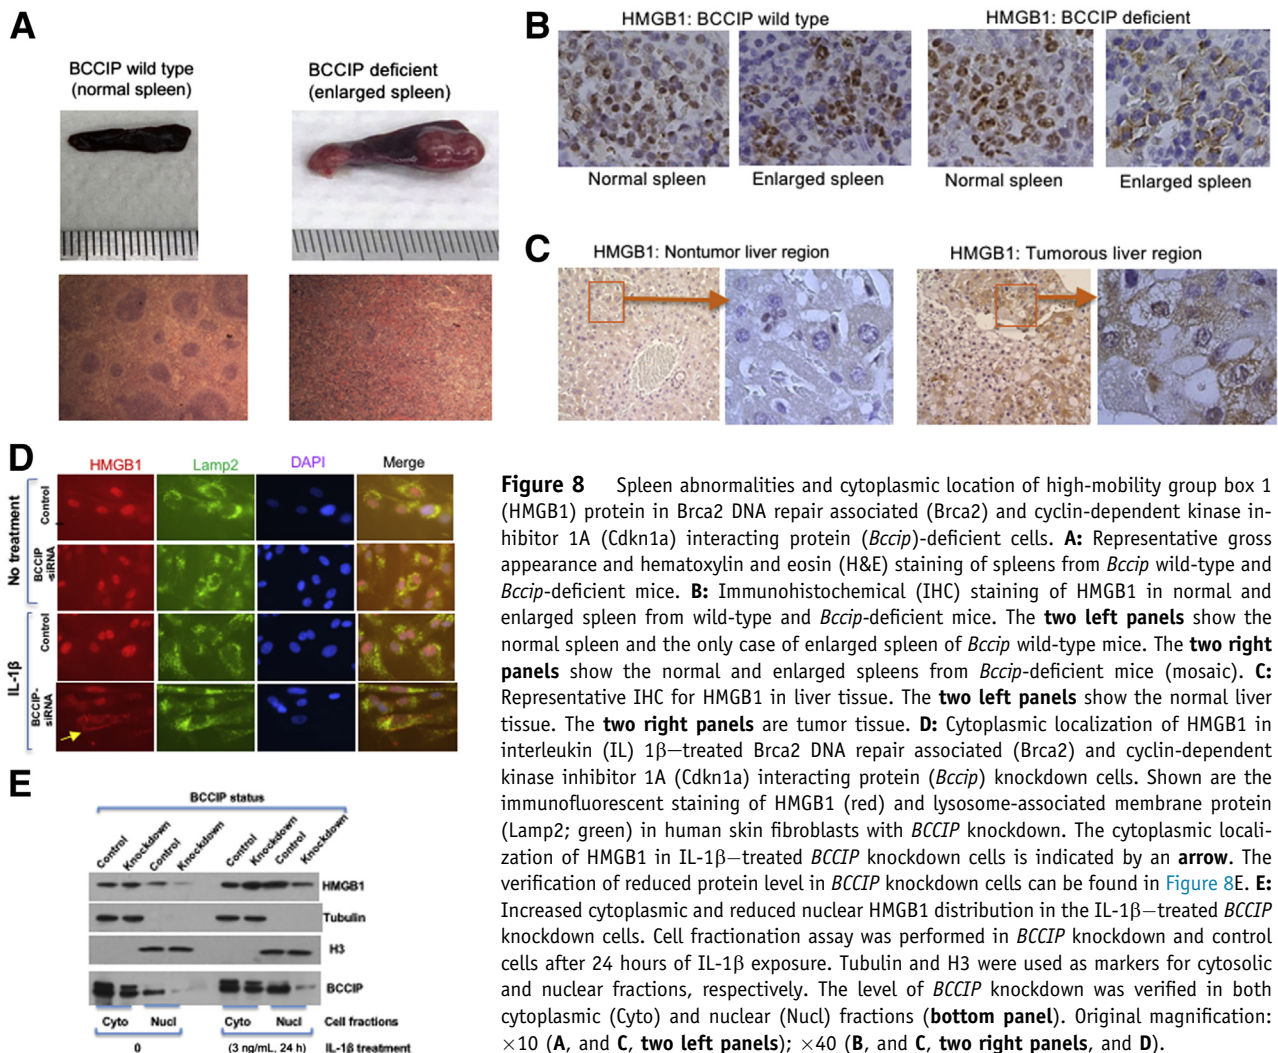 A
BCCIP wild type
(normal spleen)
BCCIP deficient
(enlarged spleen)
B
HMGB1: BCCIP wild type
HMGB1: BCCIP deficient
Normal spleen
Enlarged spleen
Normal spleen
Enlarged spleen
C
HMGB1: Nontumor liver region
HMGB1: Tumorous liver region
D
HMGB1
Lamp2
DAPI
Merge
No treatment
Control
BCCIP
-siRNA
IL-1β
Control
BCCIP-
siRNA
E
BCCIP status
Control
Knockdown
Control
Knockdown
Control
Knockdown
Control
Knockdown
HMGB1
Tubulin
H3
BCCIP
Cyto
Nucl
Cyto
Nucl
Cell fractions
0
(3 ng/mL, 24 h)
IL-1β treatment
Figure 8 Spleen abnormalities and cytoplasmic location of high-mobility group box 1
(HMGB1) protein in Brca2 DNA repair associated (Brca2) and cyclin-dependent kinase in-
hibitor 1A (Cdkn1a) interacting protein (Bccip)-deficient cells. A: Representative gross
appearance and hematoxylin and eosin (H&E) staining of spleens from Bccip wild-type and
Bccip-deficient mice. B: Immunohistochemical (IHC) staining of HMGB1 in normal and
enlarged spleen from wild-type and Bccip-deficient mice. The two left panels show the
normal spleen and the only case of enlarged spleen of Bccip wild-type mice. The two right
panels show the normal and enlarged spleens from Bccip-deficient mice (mosaic). C:
Representative IHC for HMGB1 in liver tissue. The two left panels show the normal liver
tissue. The two right panels are tumor tissue. D: Cytoplasmic localization of HMGB1 in
interleukin (IL) 1β−treated Brca2 DNA repair associated (Brca2) and cyclin-dependent
kinase inhibitor 1A (Cdkn1a) interacting protein (Bccip) knockdown cells. Shown are the
immunofluorescent staining of HMGB1 (red) and lysosome-associated membrane protein
(Lamp2; green) in human skin fibroblasts with BCCIP knockdown. The cytoplasmic locali-
zation of HMGB1 in IL-1β−treated BCCIP knockdown cells is indicated by an arrow. The
verification of reduced protein level in BCCIP knockdown cells can be found in Figure 8E. E:
Increased cytoplasmic and reduced nuclear HMGB1 distribution in the IL-1β−treated BCCIP
knockdown cells. Cell fractionation assay was performed in BCCIP knockdown and control
cells after 24 hours of IL-1β exposure. Tubulin and H3 were used as markers for cytosolic
and nuclear fractions, respectively. The level of BCCIP knockdown was verified in both
cytoplasmic (Cyto) and nuclear (Nucl) fractions (bottom panel). Original magnification:
×10 (A, and C, two left panels); ×40 (B, and C, two right panels, and D).